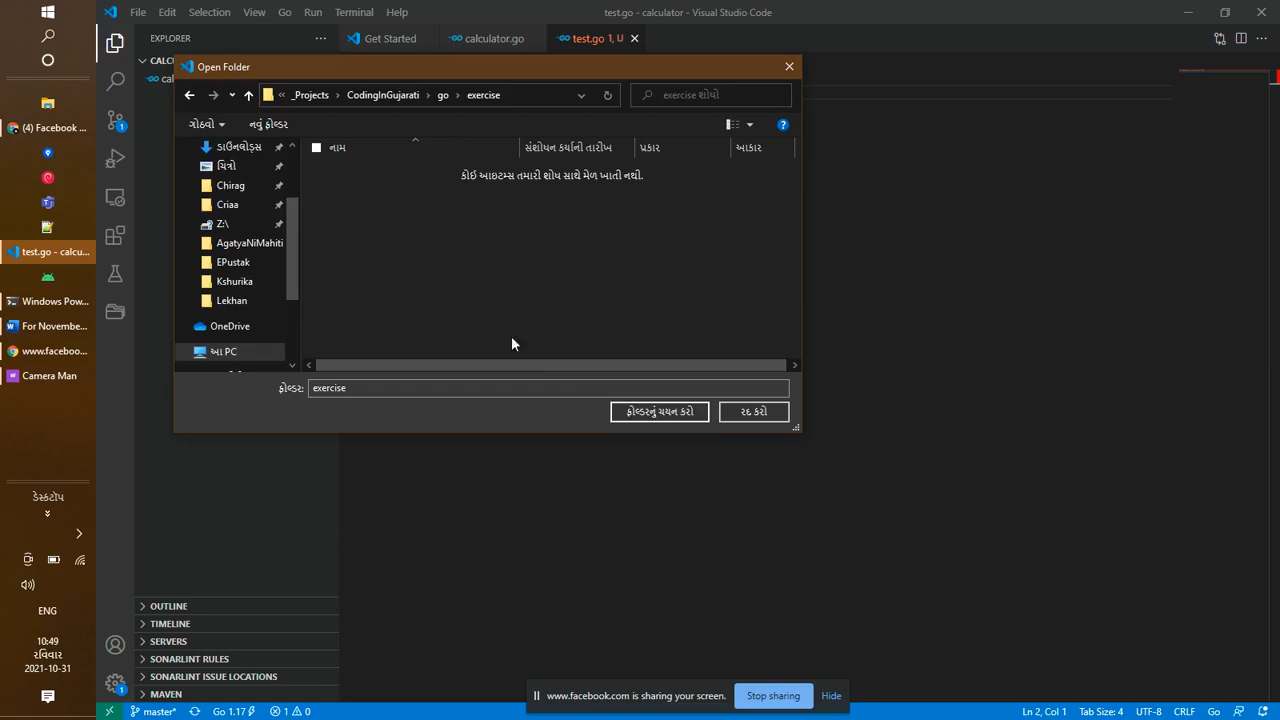 File Edit Selection View Go Run Terminal Help
test.go - calculator - Visual Studio Code
EXPLORER
Get Started
calculator.go
test.go 1, U
Open Folder
_Projects CodingInGujarati go exercise
exercise શોધો
ગોઠવો
નવું ફોલ્ડર
ડાઉનલોડ્સ
ચિત્રો
Chirag
Criaa
Z:\
AgatyaNiMahiti
EPustak
Kshurika
Lekhan
OneDrive
આ PC
નામ
સંશોધન કર્યાની તારીખ
પ્રકાર
આકાર
કોઈ આઇટમ્સ તમારી શોધ સાથે મેળ ખાતી નથી.
ફોલ્ડર: exercise
ફોલ્ડરનું ચયન કરો
રદ કરો
(4) Facebook ...
test.go - calcu...
Windows Pow...
For Novembe...
www.faceboo...
Camera Man
ડેસ્કટૉપ
ENG
10:49
રવિવાર
2021-10-31
OUTLINE
TIMELINE
SERVERS
SONARLINT RULES
SONARLINT ISSUE LOCATIONS
MAVEN
www.facebook.com is sharing your screen.
Stop sharing
Hide
master* Go 1.17 1 0
Ln 2, Col 1 Tab Size: 4 UTF-8 CRLF Go